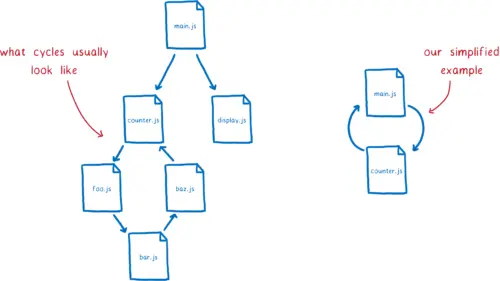 main.js
what cycles usually
look like
our simplified
example
main.js
counter.js
display.js
counter.js
foo.js
baz.js
bar.js